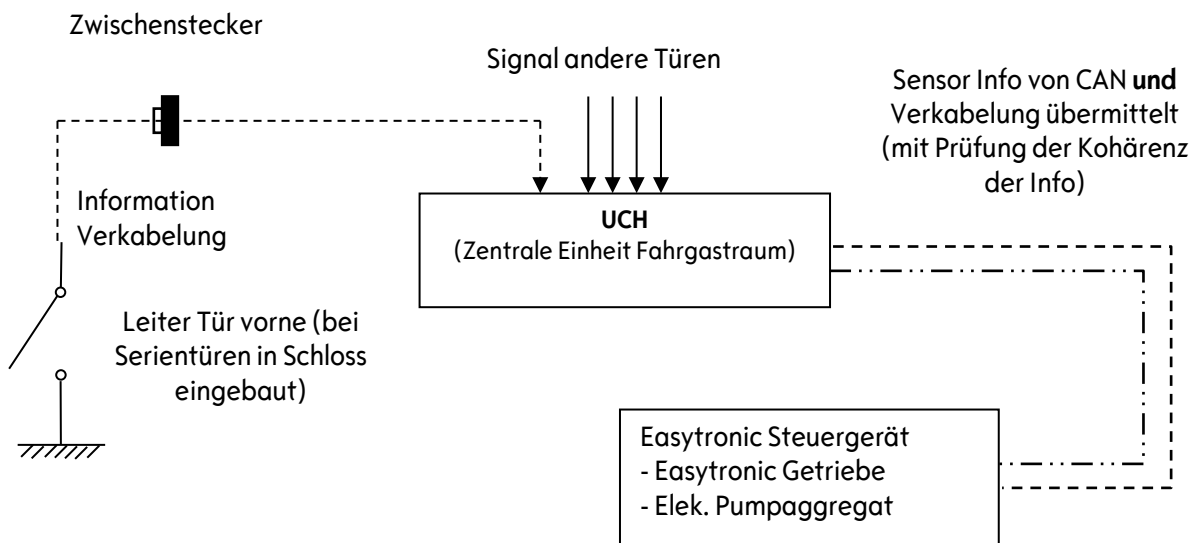 Zwischenstecker
Signal andere Türen
Sensor Info von CAN und
Verkabelung übermittelt
(mit Prüfung der Kohärenz
der Info)
Information
Verkabelung
UCH
(Zentrale Einheit Fahrgastraum)
Leiter Tür vorne (bei
Serientüren in Schloss
eingebaut)
Easytronic Steuergerät
- Easytronic Getriebe
- Elek. Pumpaggregat